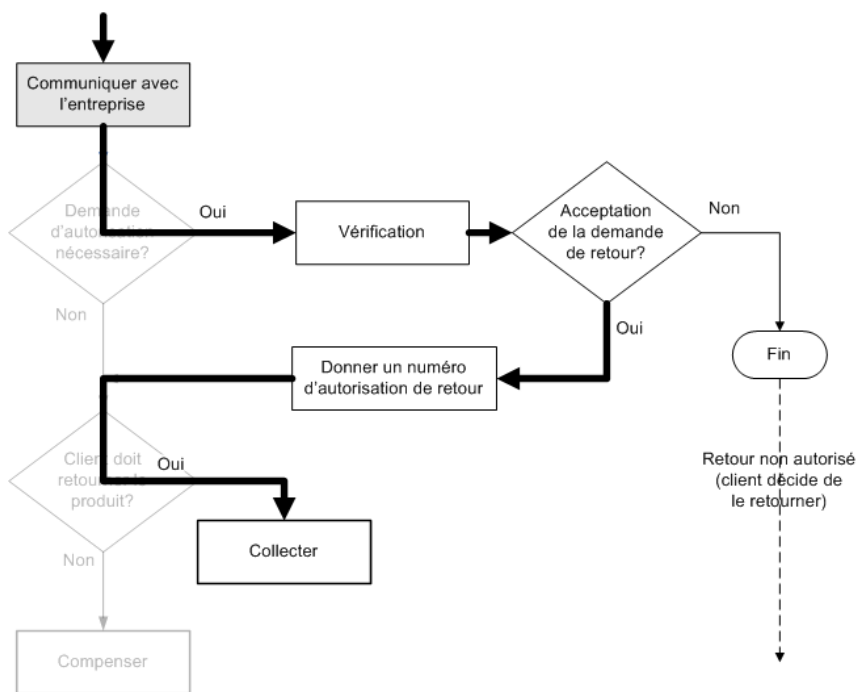 Communiquer avec
l'entreprise
Demande
d'autorisation
nécessaire?
Oui
Vérification
Acceptation
de la demande
de retour?
Non
Non
Oui
Donner un numéro
d'autorisation de retour
Fin
Client doit
retourner le
produit?
Oui
Retour non autorisé
(client décide de
le retourner)
Collecter
Non
Compenser